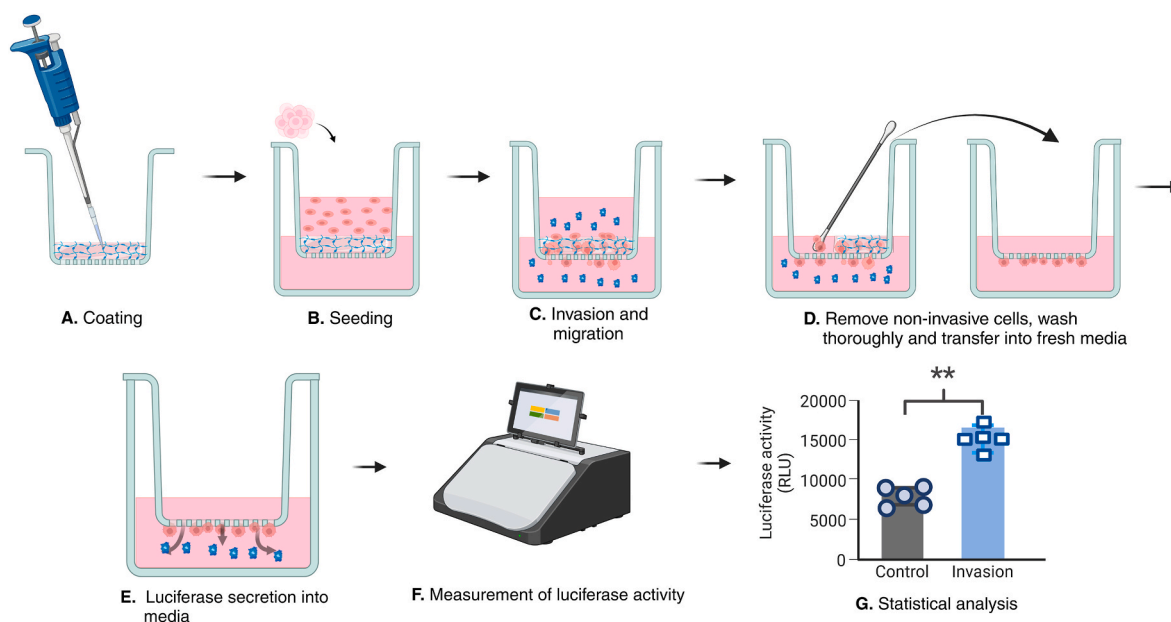 A. Coating
B. Seeding
C. Invasion and
migration
D. Remove non-invasive cells, wash
thoroughly and transfer into fresh media
E. Luciferase secretion into
media
F. Measurement of luciferase activity
**
Luciferase activity
(RLU)
20000
15000
10000
5000
0
Control
Invasion
G. Statistical analysis